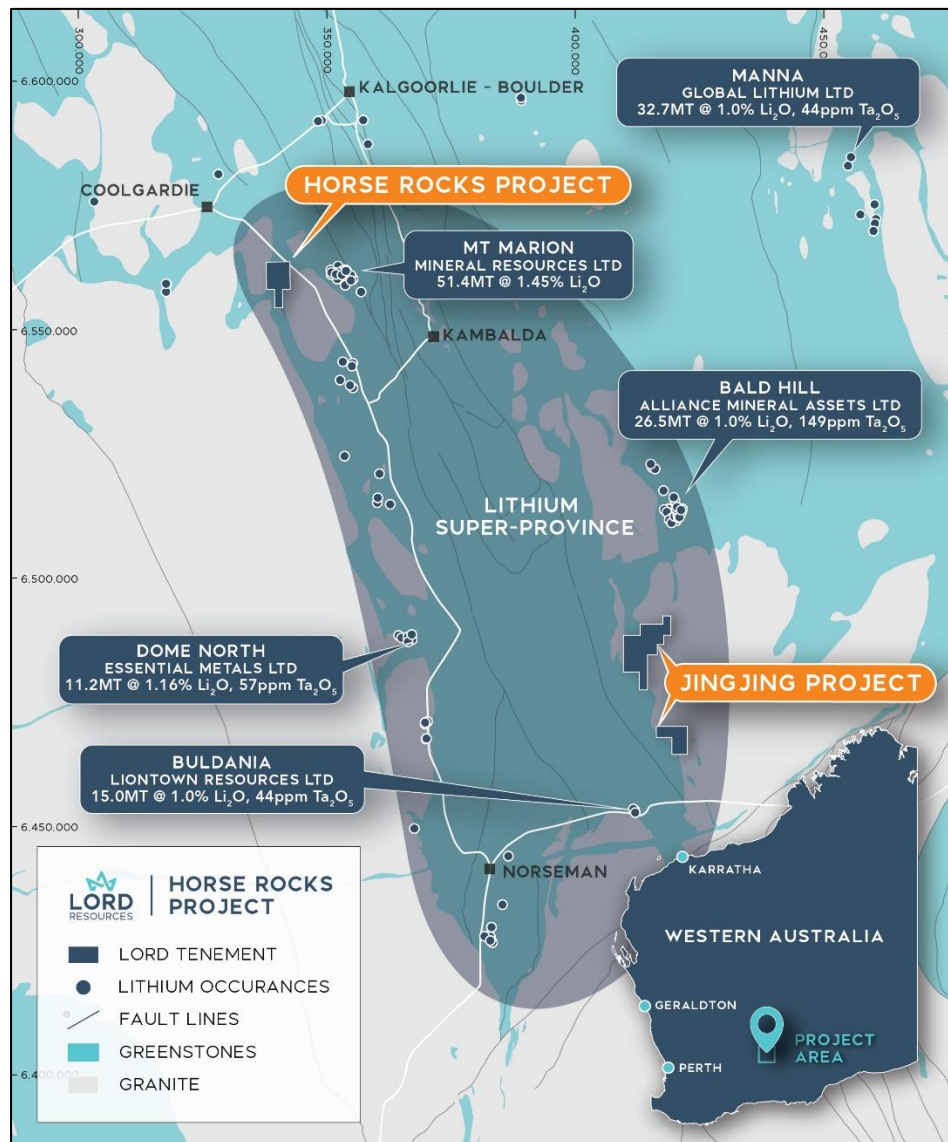 300.000
350.000
400.000
450.000
6.600.000
KALGOORLIE - BOULDER
MANNA
GLOBAL LITHIUM LTD
32.7MT @ 1.0% Li₂O, 44ppm Ta₂O₅
COOLGARDIE
HORSE ROCKS PROJECT
MT MARION
MINERAL RESOURCES LTD
51.4MT @ 1.45% Li₂O
6.550.000
KAMBALDA
BALD HILL
ALLIANCE MINERAL ASSETS LTD
26.5MT @ 1.0% Li₂O, 149ppm Ta₂O₅
LITHIUM
SUPER-PROVINCE
6.500.000
DOME NORTH
ESSENTIAL METALS LTD
11.2MT @ 1.16% Li₂O, 57ppm Ta₂O₅
JINGJING PROJECT
BULDANIA
LIONTOWN RESOURCES LTD
15.0MT @ 1.0% Li₂O, 44ppm Ta₂O₅
6.450.000
NORSEMAN
LORD
RESOURCES
HORSE ROCKS
PROJECT
LORD TENEMENT
LITHIUM OCCURANCES
FAULT LINES
GREENSTONES
GRANITE
6.400.000
KARRATHA
WESTERN AUSTRALIA
GERALDTON
PROJECT
AREA
PERTH